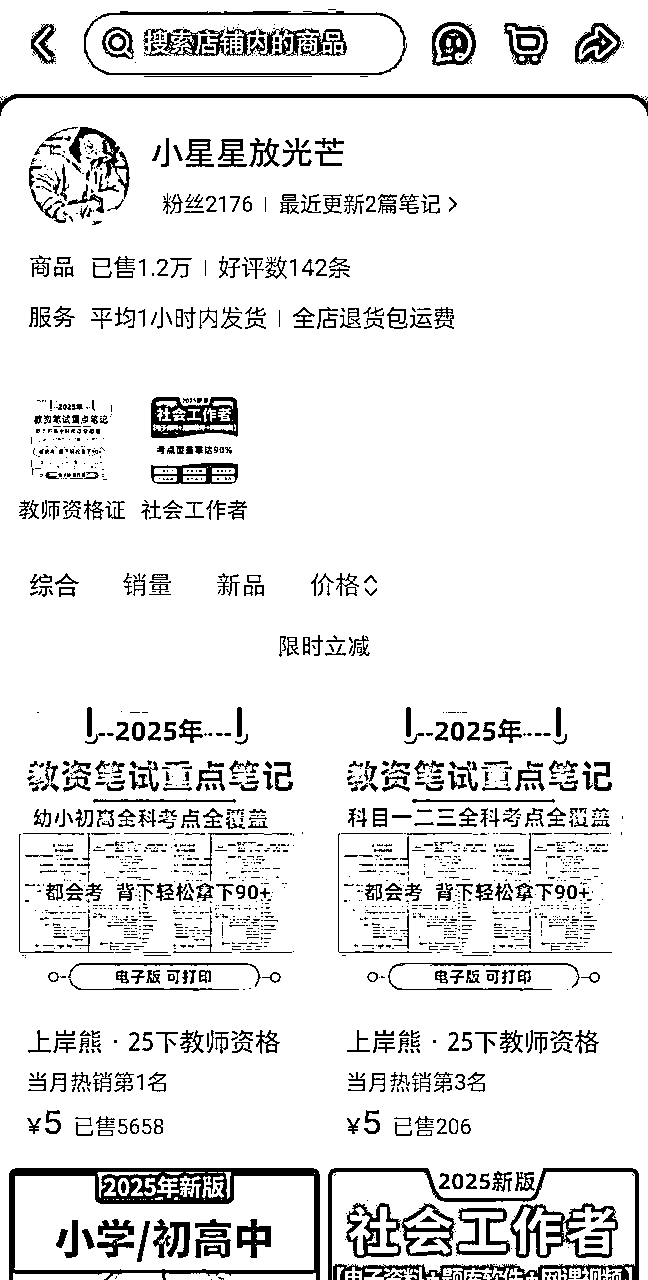 搜索店铺内的商品
小星星放光芒
粉丝2176 | 最近更新2篇笔记 >
商品 已售1.2万 | 好评数142条
服务 平均1小时内发货 | 全店退货包运费
2025年
教资笔试重点笔记
社会工作者
考点覆盖率达90%
教师资格证 社会工作者
综合 销量 新品 价格
限时立减
2025年
教资笔试重点笔记
幼小初高全科考点全覆盖
都会考 背下轻松拿下90+
电子版 可打印
上岸熊·25下教师资格
当月热销第1名
¥5 已售5658
2025年
教资笔试重点笔记
科目一二三全科考点全覆盖
都会考 背下轻松拿下90+
电子版 可打印
上岸熊·25下教师资格
当月热销第3名
¥5 已售206
2025年新版
小学/初高中
2025新版
社会工作者
电子资料+题库软件+网课视频